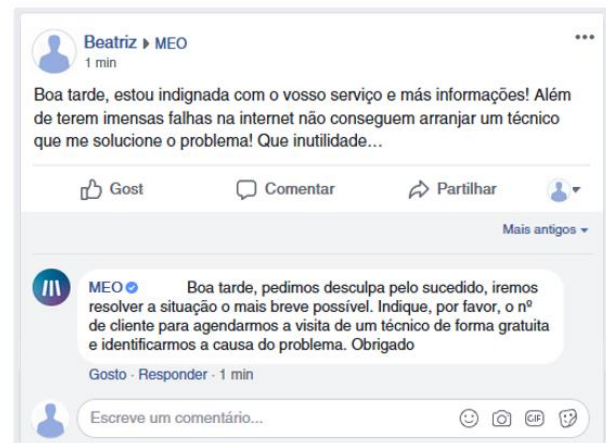 Beatriz ▸ MEO
1 min
Boa tarde, estou indignada com o vosso serviço e más informações! Além
de terem imensas falhas na internet não conseguem arranjar um técnico
que me solucione o problema! Que inutilidade…
Gost Comentar Partilhar
Mais antigos
MEO Boa tarde, pedimos desculpa pelo sucedido, iremos
resolver a situação o mais breve possível. Indique, por favor, o nº
de cliente para agendarmos a visita de um técnico de forma gratuita
e identificarmos a causa do problema. Obrigado
Gosto · Responder · 1 min
Escreve um comentário... GIF